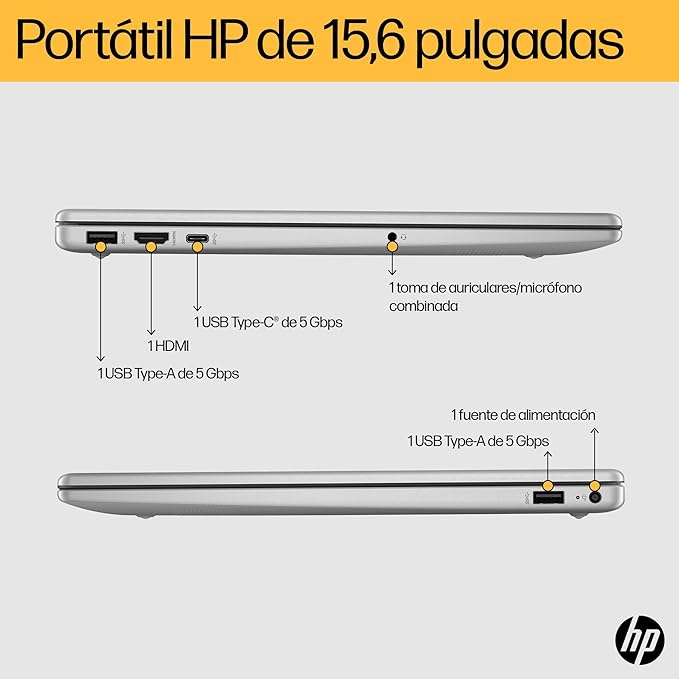 Portátil HP de 15,6 pulgadas
1 toma de auriculares/micrófono
combinada
1 USB Type-C® de 5 Gbps
1 HDMI
1 USB Type-A de 5 Gbps
1 fuente de alimentación
1 USB Type-A de 5 Gbps
hp